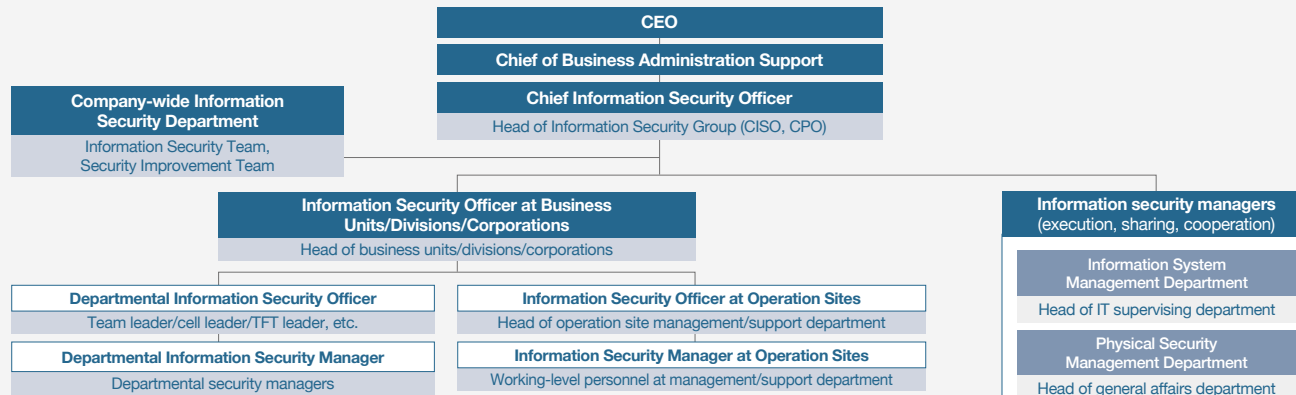 CEO
Chief of Business Administration Support
Chief Information Security Officer
Head of Information Security Group (CISO, CPO)
Company-wide Information
Security Department
Information Security Team,
Security Improvement Team
Information Security Officer at Business
Units/Divisions/Corporations
Head of business units/divisions/corporations
Departmental Information Security Officer
Team leader/cell leader/TFT leader, etc.
Departmental Information Security Manager
Departmental security managers
Information Security Officer at Operation Sites
Head of operation site management/support department
Information Security Manager at Operation Sites
Working-level personnel at management/support department
Information security managers
(execution, sharing, cooperation)
Information System
Management Department
Head of IT supervising department
Physical Security
Management Department
Head of general affairs department